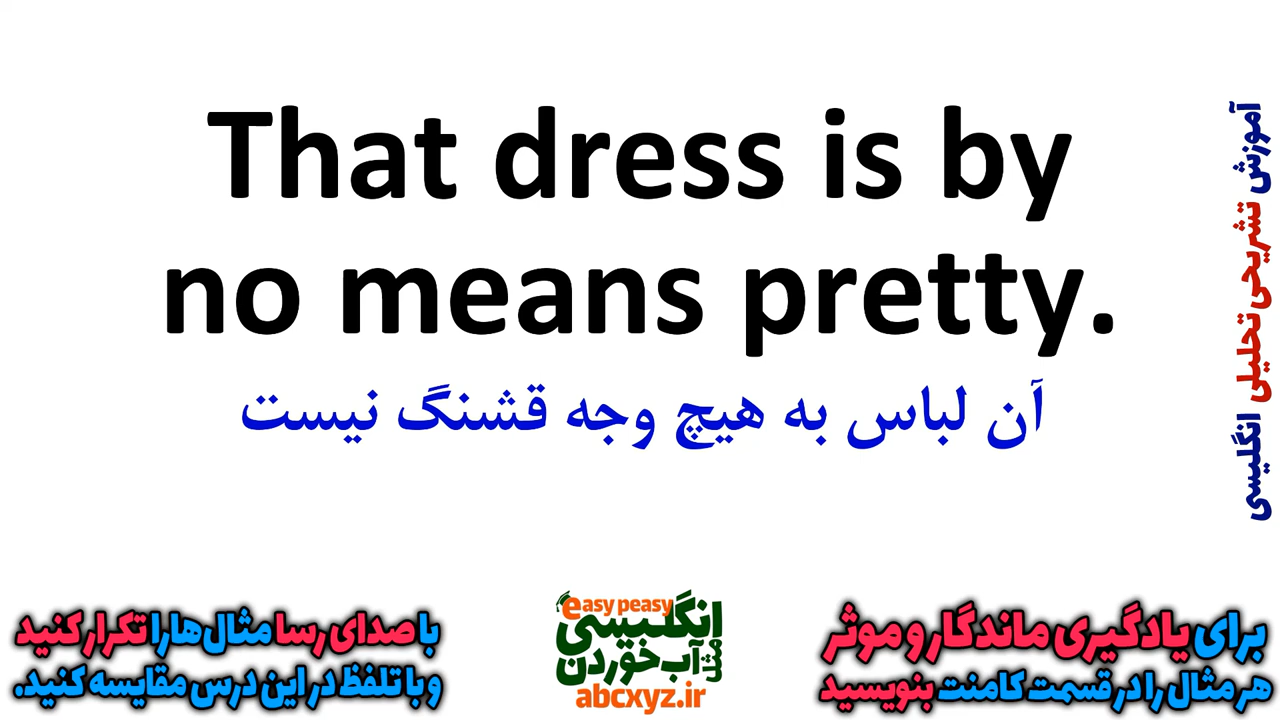 That dress is by
no means pretty.
آن لباس به هیچ وجه قشنگ نیست
آموزش تشریحی تحلیلی انگلیسی
برای یادگیری ماندگار و موثر
هر مثال را در قسمت کامنت بنویسید
easy peasy
انگلیسی
مثل آب خوردن
abcxyz.ir
با صدای رسا مثال‌ها را تکرار کنید
و با تلفظ در این درس مقایسه کنید.